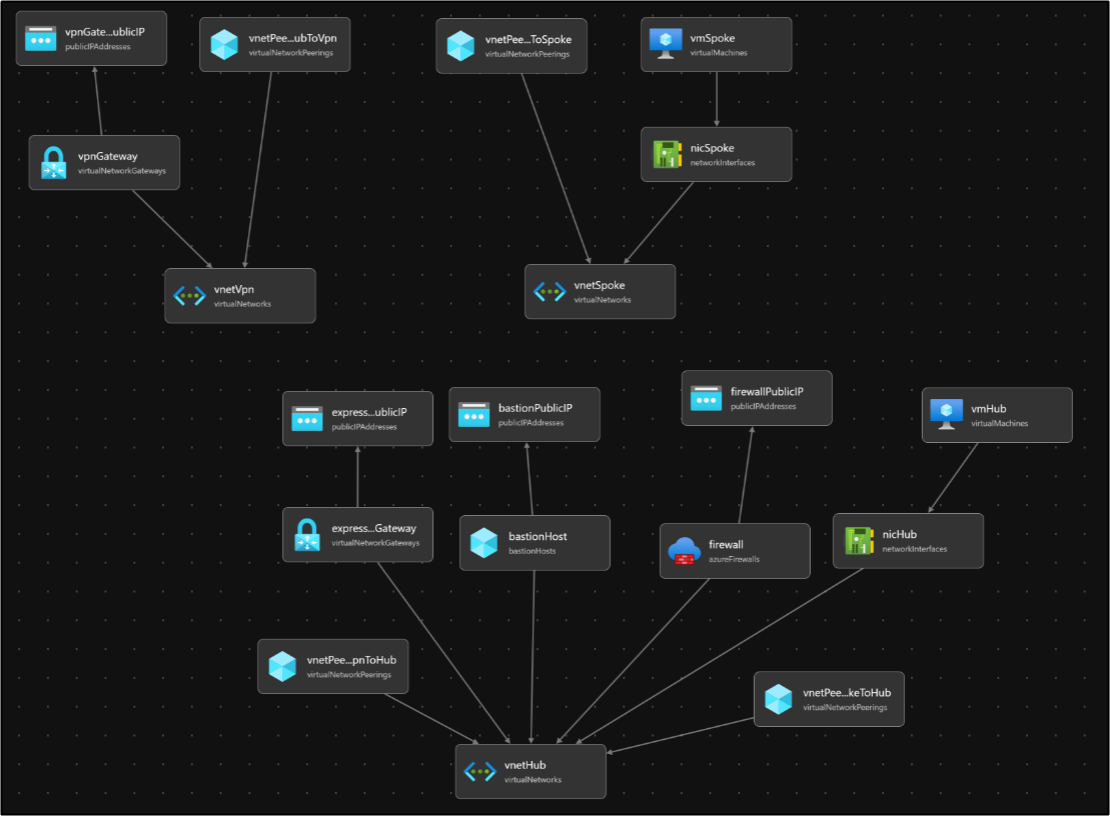 vpnGate...ublicIP
publicIPAddresses
vnetPee...ubToVpn
virtualNetworkPeerings
vnetPee...ToSpoke
virtualNetworkPeerings
vmSpoke
virtualMachines
vpnGateway
virtualNetworkGateways
nicSpoke
networkInterfaces
vnetVpn
virtualNetworks
vnetSpoke
virtualNetworks
express...ublicIP
publicIPAddresses
bastionPublicIP
publicIPAddresses
firewallPublicIP
publicIPAddresses
vmHub
virtualMachines
express...Gateway
virtualNetworkGateways
bastionHost
bastionHosts
firewall
azureFirewalls
nicHub
networkInterfaces
vnetPee...pnToHub
virtualNetworkPeerings
vnetPee...keToHub
virtualNetworkPeerings
vnetHub
virtualNetworks